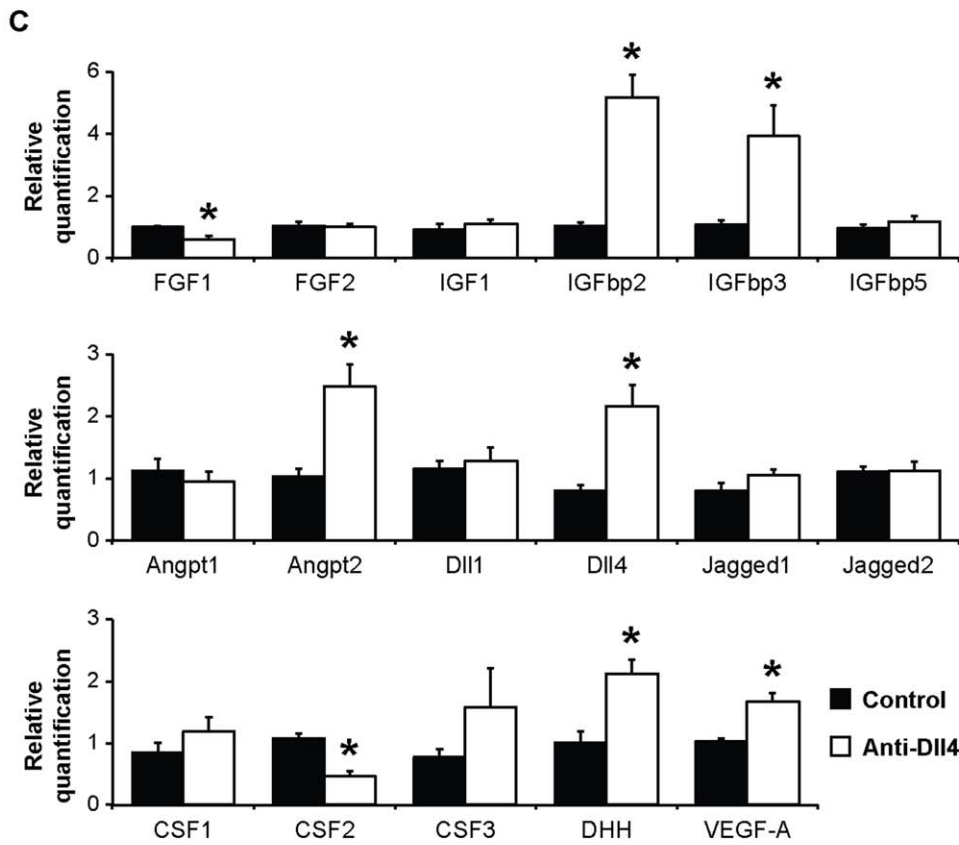 C
Relative
quantification
6
4
2
0
*
*
*
FGF1 FGF2 IGF1 IGFbp2 IGFbp3 IGFbp5
Relative
quantification
3
2
1
0
*
*
Angpt1 Angpt2 Dll1 Dll4 Jagged1 Jagged2
Relative
quantification
3
2
1
0
*
*
*
CSF1 CSF2 CSF3 DHH VEGF-A
Control
Anti-Dll4